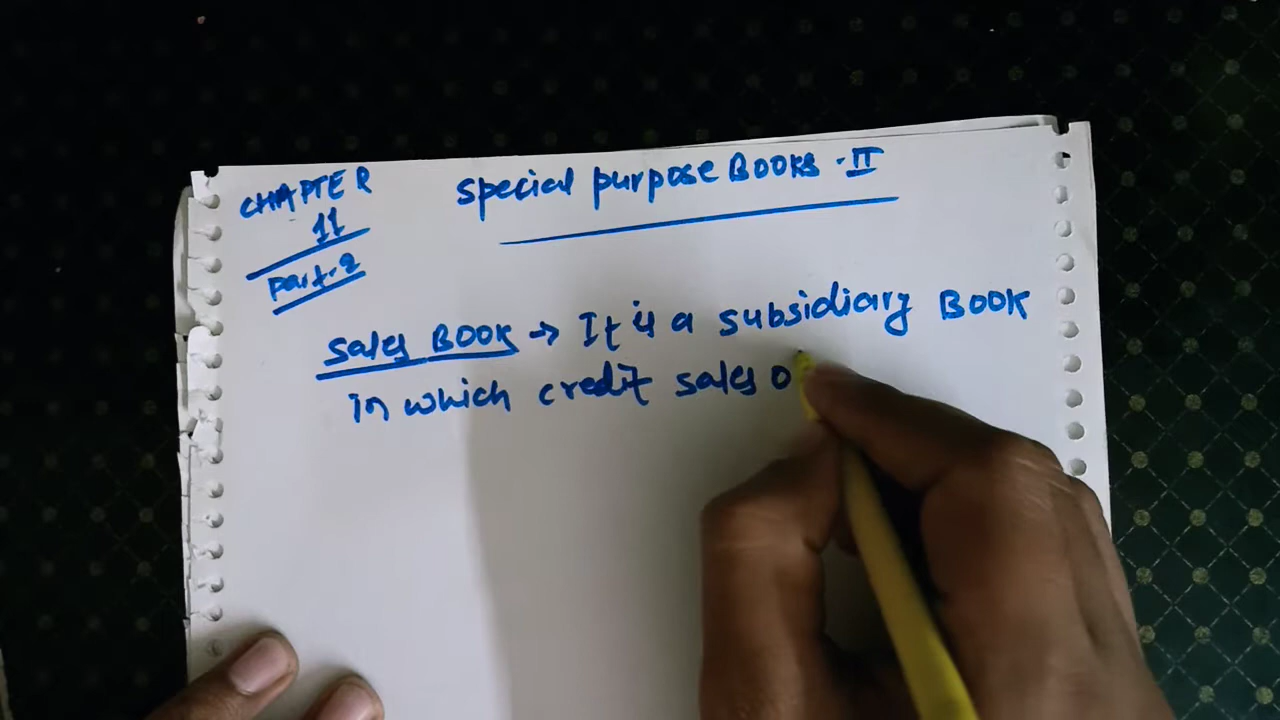 CHAPTER
11
Part-2
Special purpose BOOKS - II
Sales BOOK → It is a subsidiary BOOK
in which credit sales o